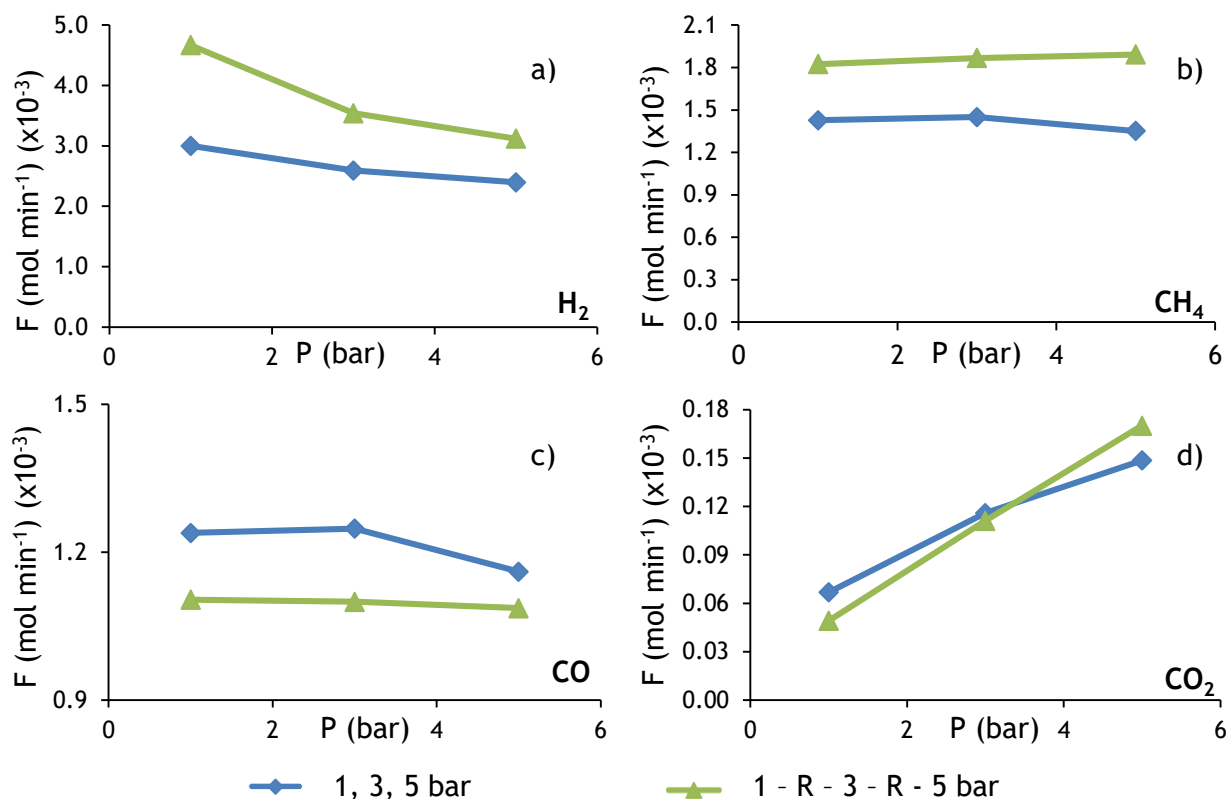 5.0
4.0
3.0
2.0
1.0
0.0
0 2 4 6
P (bar)
F (mol min⁻¹) (x10⁻³)
a)
H₂
2.1
1.8
1.5
1.2
0.9
0.6
0.3
0.0
0 2 4 6
P (bar)
F (mol min⁻¹) (x10⁻³)
b)
CH₄
1.5
1.2
0.9
0 2 4 6
P (bar)
F (mol min⁻¹) (x10⁻³)
c)
CO
0.18
0.15
0.12
0.09
0.06
0.03
0.00
0 2 4 6
P (bar)
F (mol min⁻¹) (x10⁻³)
d)
CO₂
1, 3, 5 bar
1 - R - 3 - R - 5 bar